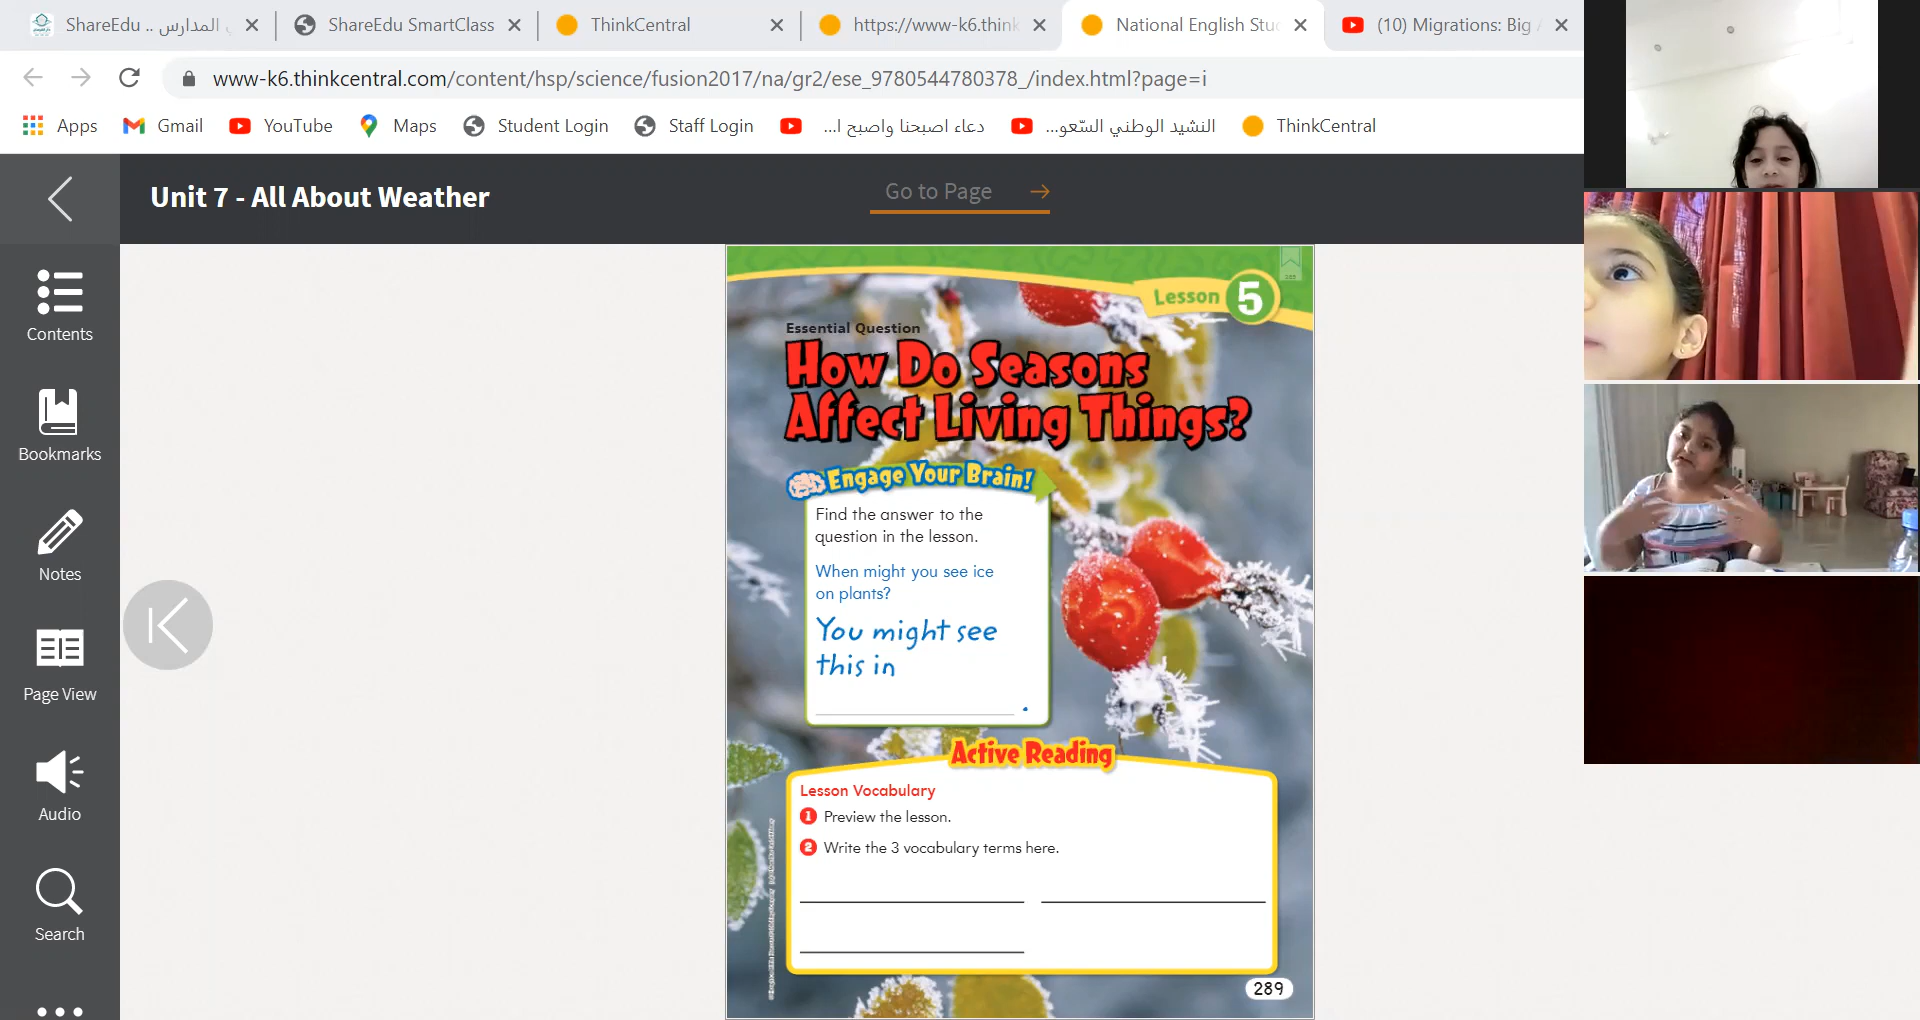 ShareEdu .. ي المدارس
ShareEdu SmartClass
ThinkCentral
https://www-k6.think
National English Stu
(10) Migrations: Big
www-k6.thinkcentral.com/content/hsp/science/fusion2017/na/gr2/ese_9780544780378_/index.html?page=i
Apps
Gmail
YouTube
Maps
Student Login
Staff Login
دعاء اصبحنا واصبح ا...
النشيد الوطني السّعو...
ThinkCentral
Unit 7 - All About Weather
Go to Page
Contents
Bookmarks
Notes
Page View
Audio
Search
Lesson 5
Essential Question
How Do Seasons
Affect Living Things?
Engage Your Brain!
Find the answer to the
question in the lesson.
When might you see ice
on plants?
You might see
this in
.
Active Reading
Lesson Vocabulary
1 Preview the lesson.
2 Write the 3 vocabulary terms here.
289